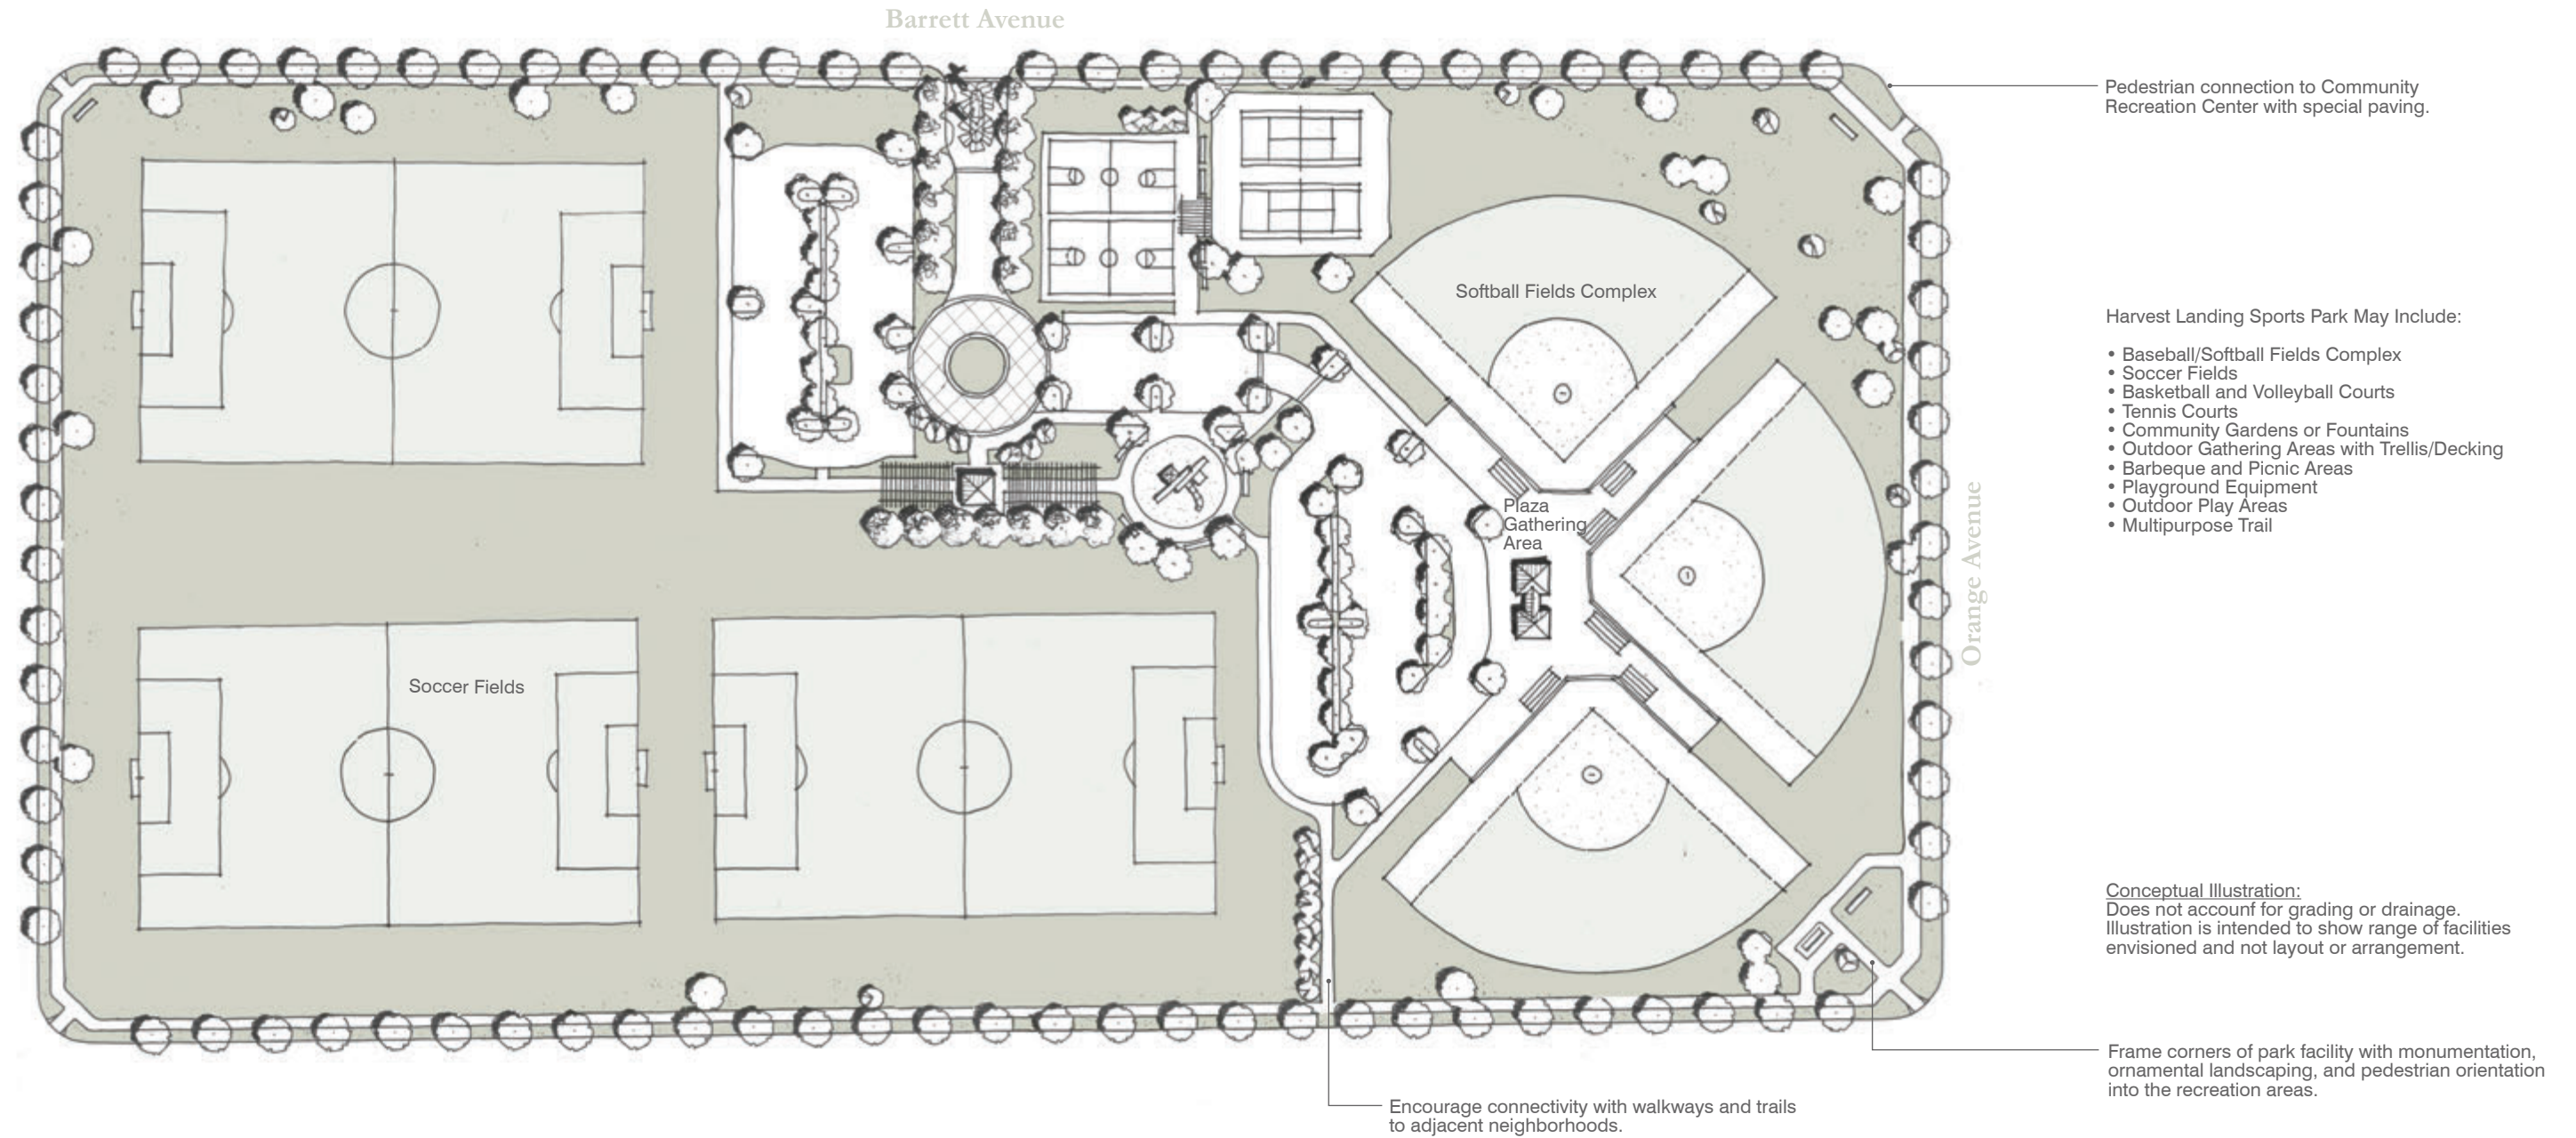 Barrett Avenue
Pedestrian connection to Community
Recreation Center with special paving.
Softball Fields Complex
Harvest Landing Sports Park May Include:
• Baseball/Softball Fields Complex
• Soccer Fields
• Basketball and Volleyball Courts
• Tennis Courts
• Community Gardens or Fountains
• Outdoor Gathering Areas with Trellis/Decking
• Barbeque and Picnic Areas
• Playground Equipment
• Outdoor Play Areas
• Multipurpose Trail
Plaza
Gathering
Area
Orange Avenue
Soccer Fields
Conceptual Illustration:
Does not accounf for grading or drainage.
Illustration is intended to show range of facilities
envisioned and not layout or arrangement.
Frame corners of park facility with monumentation,
ornamental landscaping, and pedestrian orientation
into the recreation areas.
Encourage connectivity with walkways and trails
to adjacent neighborhoods.